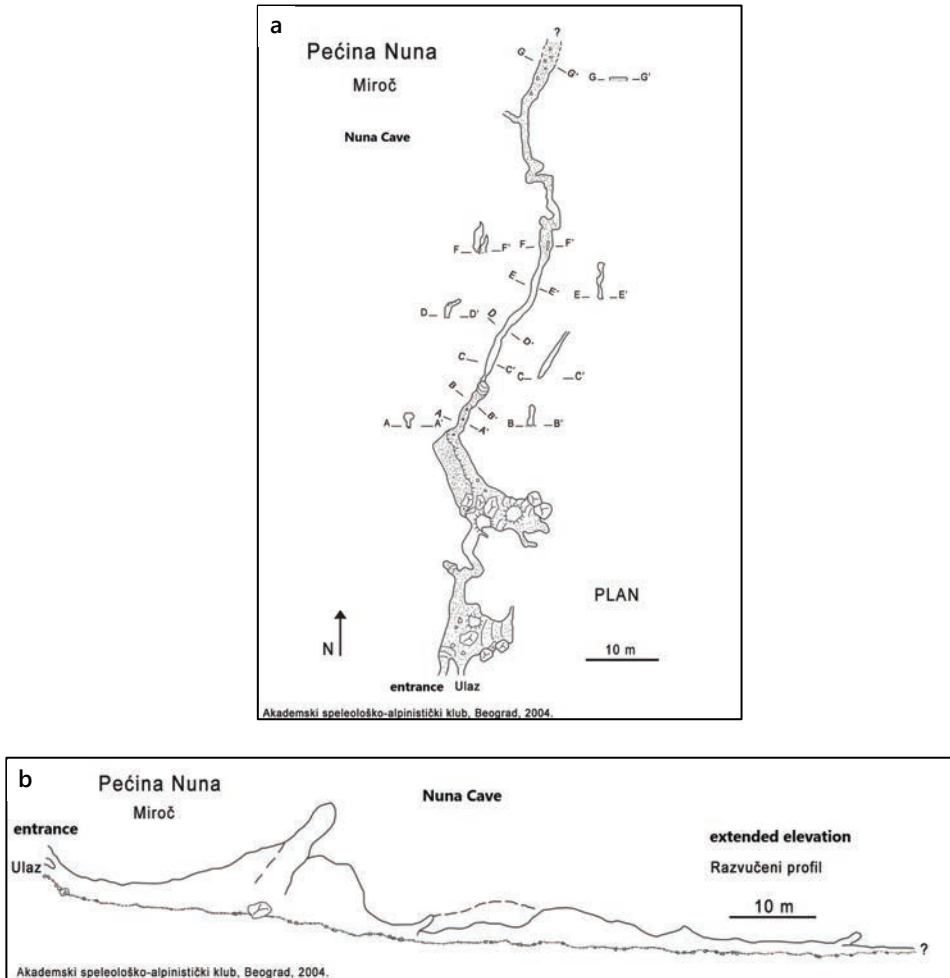 a
Pećina Nuna
Miroč
Nuna Cave
?
G G'
G G'
F F' F F'
E E'
E E'
D D' D
D'
C C'
C C'
B B'
B B'
A A' A A'
PLAN
N
10 m
entrance Ulaz
Akademski speleološko-alpinistički klub, Beograd, 2004.
b
Pećina Nuna
Miroč
Nuna Cave
entrance
Ulaz
extended elevation
Razvučeni profil
10 m
?
Akademski speleološko-alpinistički klub, Beograd, 2004.